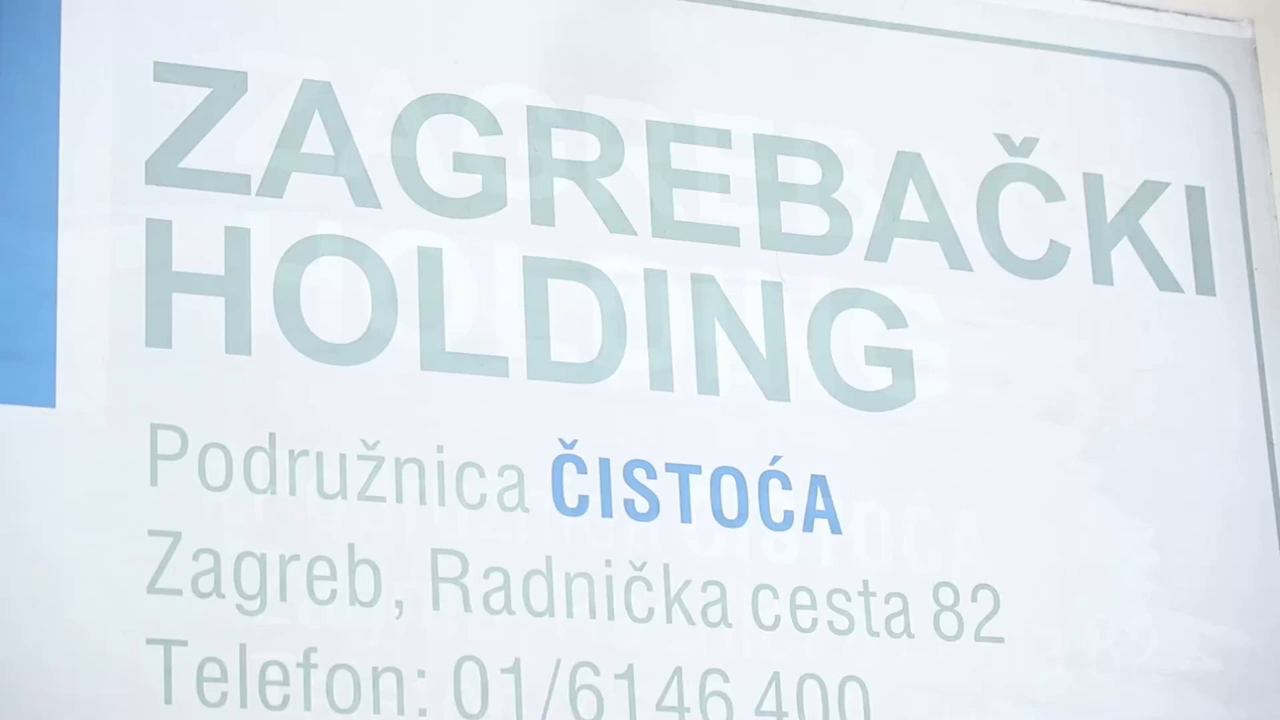 ZAGREBAČKI
HOLDING
Podružnica ČISTOĆA
Zagreb, Radnička cesta 82
Telefon: 01/6146 400